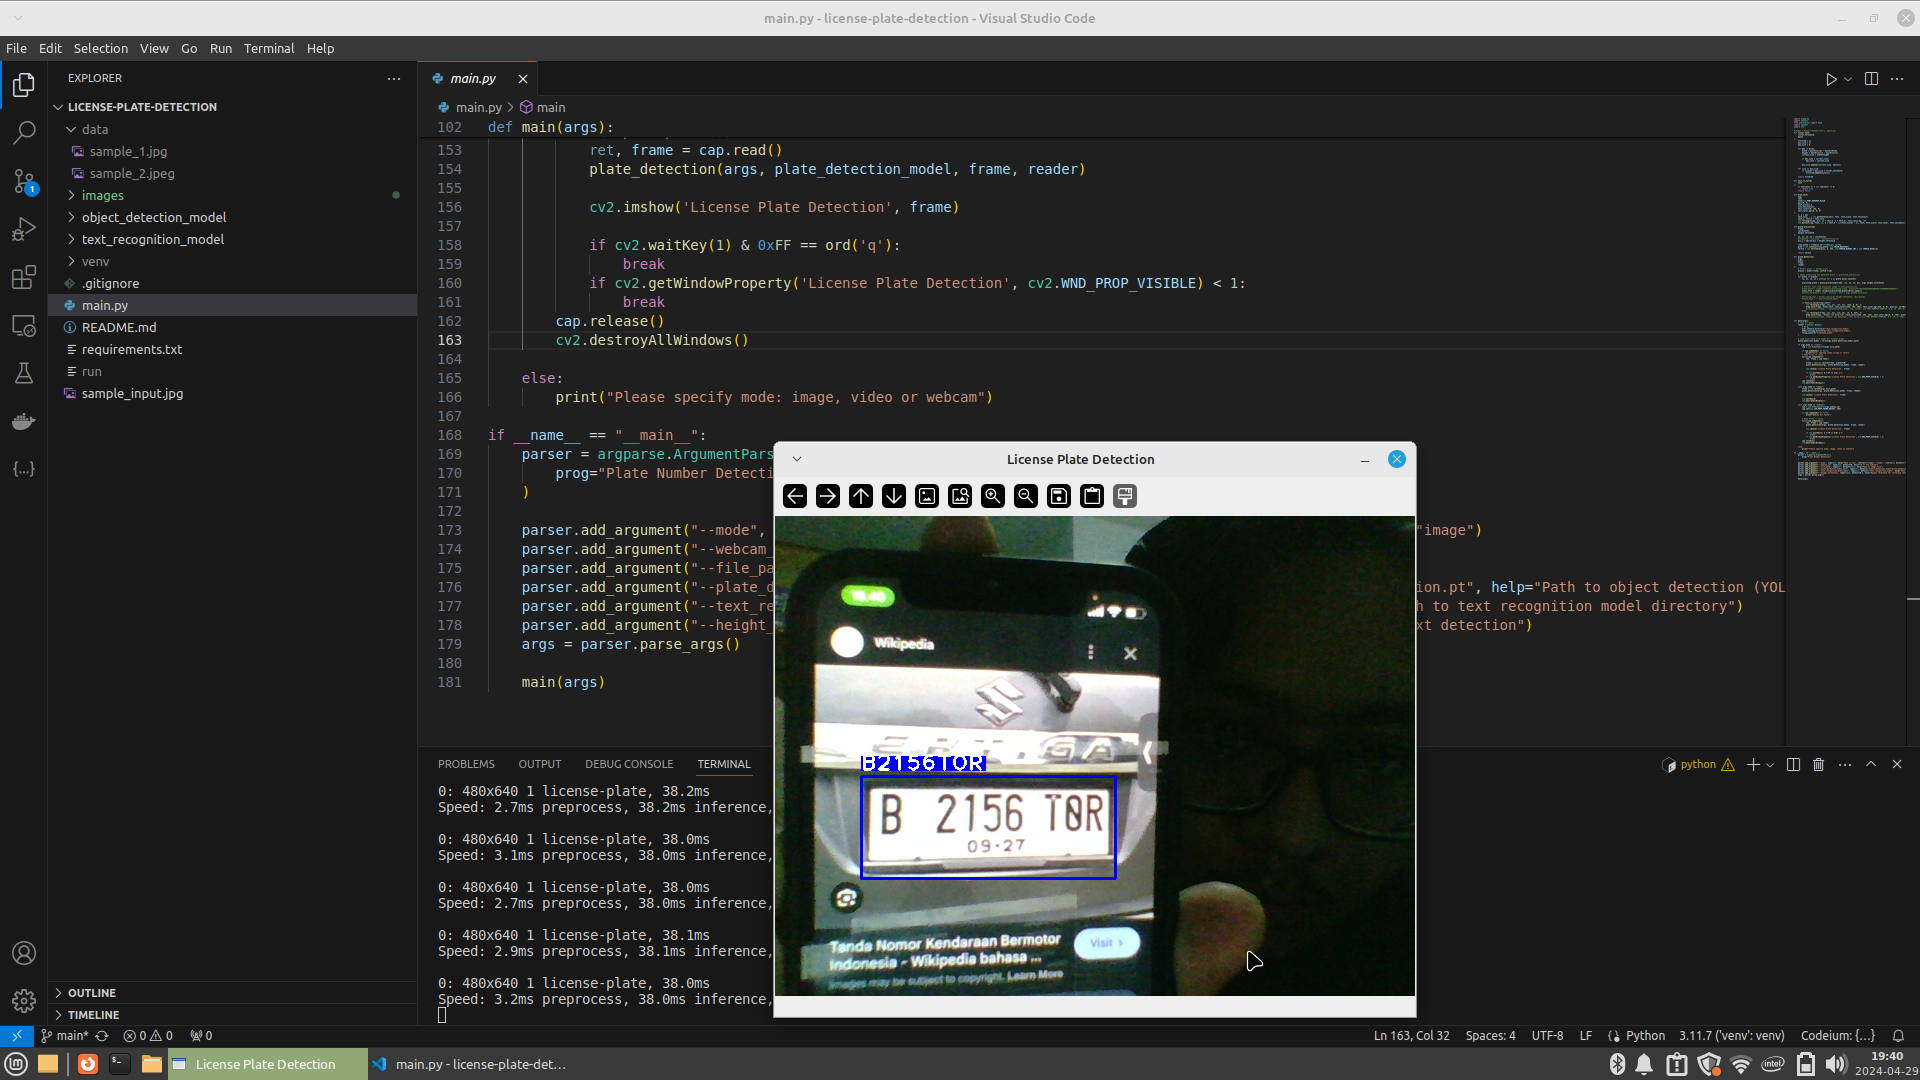 main.py - license-plate-detection - Visual Studio Code
File Edit Selection View Go Run Terminal Help
EXPLORER
LICENSE-PLATE-DETECTION
data
sample_1.jpg
sample_2.jpeg
images
object_detection_model
text_recognition_model
venv
.gitignore
main.py
README.md
requirements.txt
run
sample_input.jpg
OUTLINE
TIMELINE
1
main.py
main.py > main
102 def main(args):
153 ret, frame = cap.read()
154 plate_detection(args, plate_detection_model, frame, reader)
155
156 cv2.imshow('License Plate Detection', frame)
157
158 if cv2.waitKey(1) & 0xFF == ord('q'):
159 break
160 if cv2.getWindowProperty('License Plate Detection', cv2.WND_PROP_VISIBLE) < 1:
161 break
162 cap.release()
163 cv2.destroyAllWindows()
164
165 else:
166 print("Please specify mode: image, video or webcam")
167
168 if __name__ == "__main__":
169 parser = argparse.ArgumentPars
170 prog="Plate Number Detecti
171 )
172
173 parser.add_argument("--mode", "image")
174 parser.add_argument("--webcam_
175 parser.add_argument("--file_pa
176 parser.add_argument("--plate_d ion.pt", help="Path to object detection (YOL
177 parser.add_argument("--text_re h to text recognition model directory")
178 parser.add_argument("--height_ xt detection")
179 args = parser.parse_args()
180
181 main(args)
PROBLEMS OUTPUT DEBUG CONSOLE TERMINAL
python
0: 480x640 1 license-plate, 38.2ms
Speed: 2.7ms preprocess, 38.2ms inference,
0: 480x640 1 license-plate, 38.0ms
Speed: 3.1ms preprocess, 38.0ms inference,
0: 480x640 1 license-plate, 38.0ms
Speed: 2.7ms preprocess, 38.0ms inference,
0: 480x640 1 license-plate, 38.1ms
Speed: 2.9ms preprocess, 38.1ms inference,
0: 480x640 1 license-plate, 38.0ms
Speed: 3.2ms preprocess, 38.0ms inference,
License Plate Detection
Wikipedia
B2156TOR
B 2156 TOR
09·27
Tanda Nomor Kendaraan Bermotor
Indonesia - Wikipedia bahasa ...
Visit >
Images may be subject to copyright. Learn More
main* 0 0 0
Ln 163, Col 32 Spaces: 4 UTF-8 LF Python 3.11.7 ('venv': venv) Codeium: {...}
License Plate Detection
main.py - license-plate-det...
intel
19:40
2024-04-29